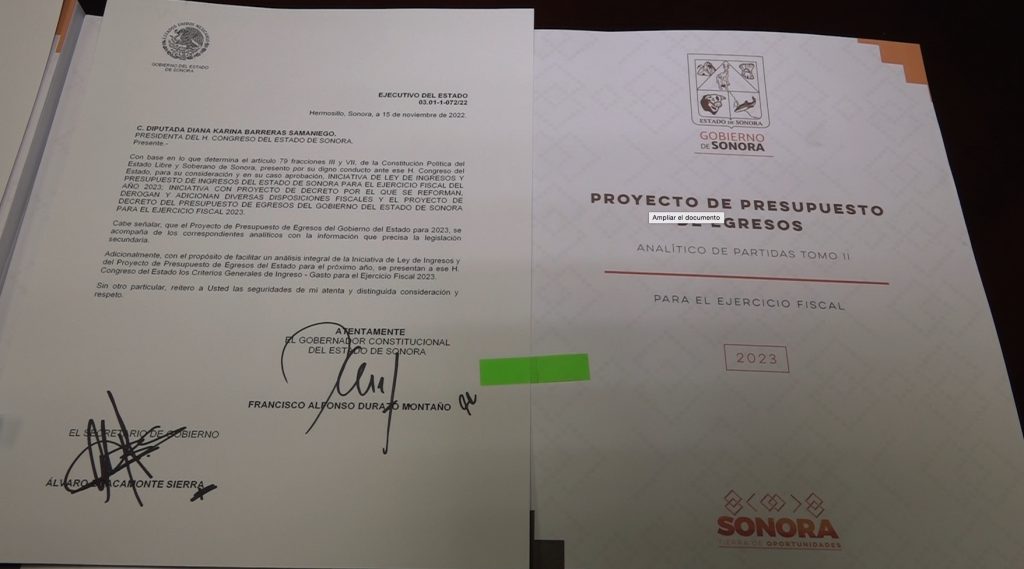 GOBIERNO DEL ESTADO
DE SONORA
EJECUTIVO DEL ESTADO
03.01-1-072/22
Hermosillo, Sonora, a 15 de noviembre de 2022.
C. DIPUTADA DIANA KARINA BARRERAS SAMANIEGO.
PRESIDENTA DEL H. CONGRESO DEL ESTADO DE SONORA.
Presente.-
Con base en lo que determina el artículo 79 fracciones III y VII, de la Constitución Política del
Estado Libre y Soberano de Sonora, presento por su digno conducto ante ese H. Congreso del
Estado, para su consideración y en su caso aprobación, INICIATIVA DE LEY DE INGRESOS Y
PRESUPUESTO DE INGRESOS DEL ESTADO DE SONORA PARA EL EJERCICIO FISCAL DEL
AÑO 2023; INICIATIVA CON PROYECTO DE DECRETO POR EL QUE SE REFORMAN,
DEROGAN Y ADICIONAN DIVERSAS DISPOSICIONES FISCALES Y EL PROYECTO DE
DECRETO DEL PRESUPUESTO DE EGRESOS DEL GOBIERNO DEL ESTADO DE SONORA
PARA EL EJERCICIO FISCAL 2023.
Cabe señalar, que el Proyecto de Presupuesto de Egresos del Gobierno del Estado para 2023, se
acompaña de los correspondientes analíticos con la información que precisa la legislación
secundaria.
Adicionalmente, con el propósito de facilitar un análisis integral de la Iniciativa de Ley de Ingresos y
del Proyecto de Presupuesto de Egresos del Estado para el próximo año, se presentan a ese H.
Congreso del Estado los Criterios Generales de Ingreso - Gasto para el Ejercicio Fiscal 2023.
Sin otro particular, reitero a Usted las seguridades de mi atenta y distinguida consideración y
respeto.
ATENTAMENTE
EL GOBERNADOR CONSTITUCIONAL
DEL ESTADO DE SONORA
FRANCISCO ALFONSO DURAZO MONTAÑO
EL SECRETARIO DE GOBIERNO
ÁLVARO BRACAMONTE SIERRA
ESTADO DE SONORA
GOBIERNO
DE SONORA
PROYECTO DE PRESUPUESTO
Ampliar el documento
DE EGRESOS
ANALÍTICO DE PARTIDAS TOMO II
PARA EL EJERCICIO FISCAL
2023
SONORA
TIERRA DE OPORTUNIDADES